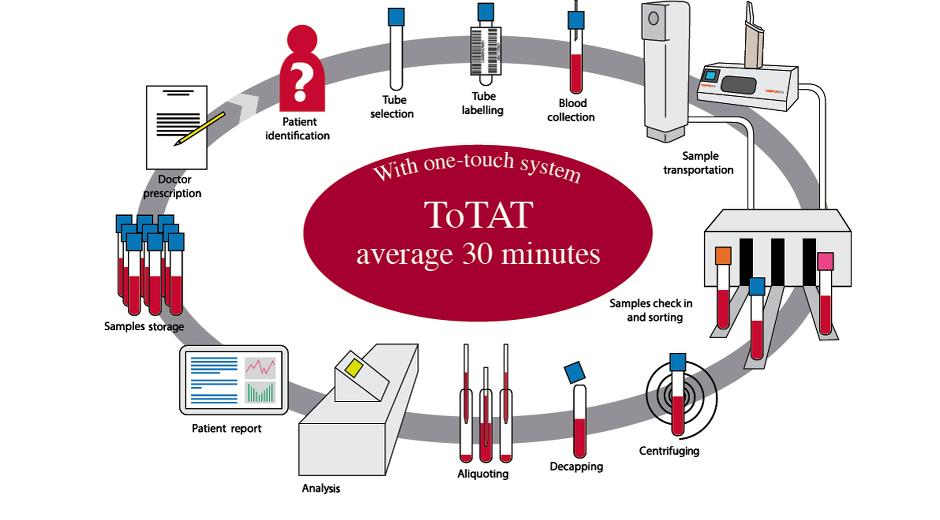 Doctor
prescription
Patient
identification
Tube
selection
Tube
labelling
Blood
collection
Sample
transportation
Samples check in
and sorting
Centrifuging
Decapping
Aliquoting
Analysis
Patient report
Samples storage
With one-touch system
ToTAT
average 30 minutes